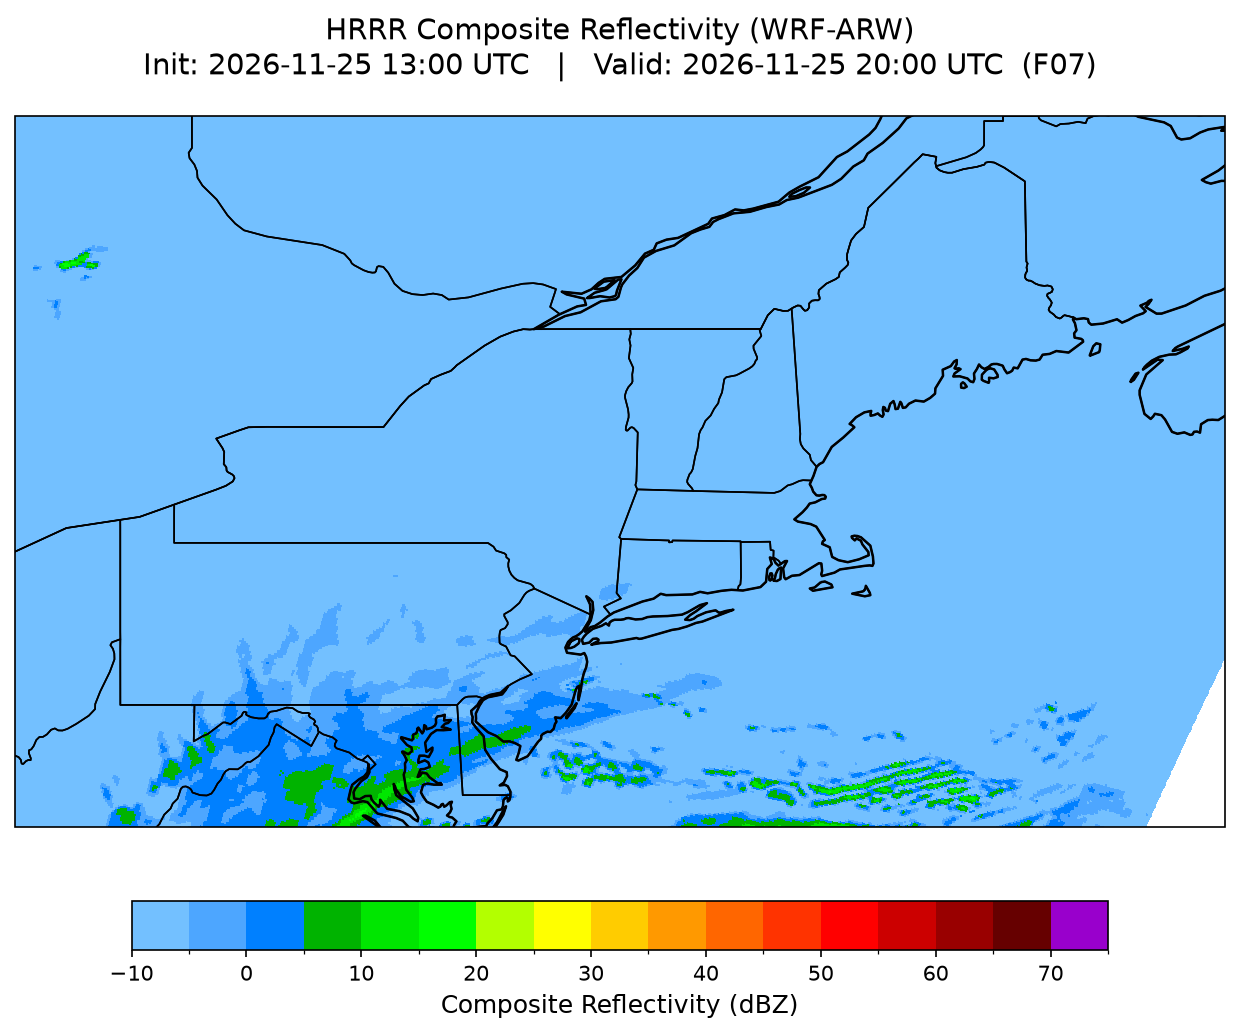 HRRR Composite Reflectivity (WRF-ARW)
Init: 2026-11-25 13:00 UTC   |   Valid: 2026-11-25 20:00 UTC  (F07)
−10 0 10 20 30 40 50 60 70
Composite Reflectivity (dBZ)